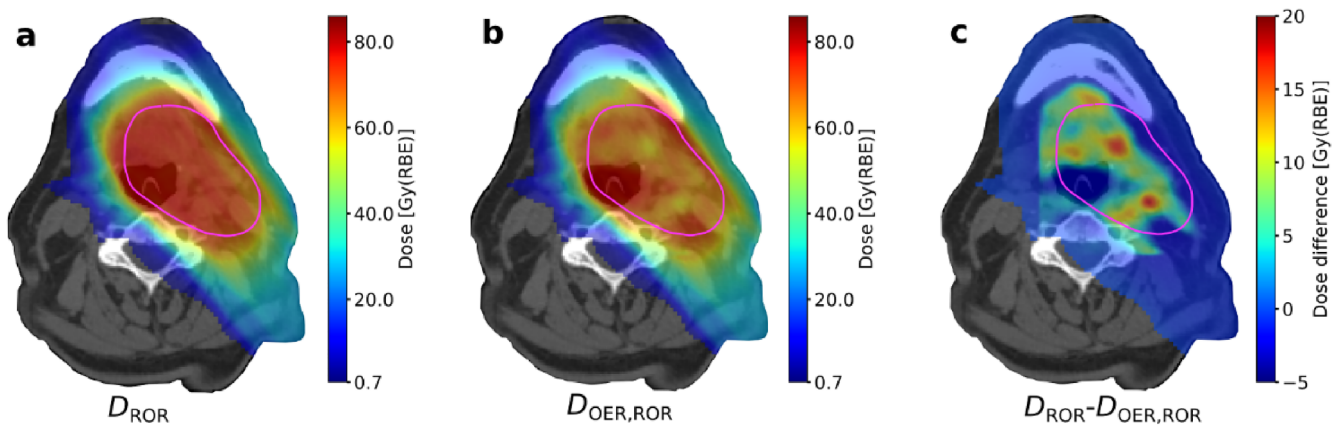 a
80.0
60.0
40.0
20.0
0.7
Dose [Gy(RBE)]
D_ROR
b
80.0
60.0
40.0
20.0
0.7
Dose [Gy(RBE)]
D_OER,ROR
c
20
15
10
5
0
−5
Dose difference [Gy(RBE)]
D_ROR-D_OER,ROR